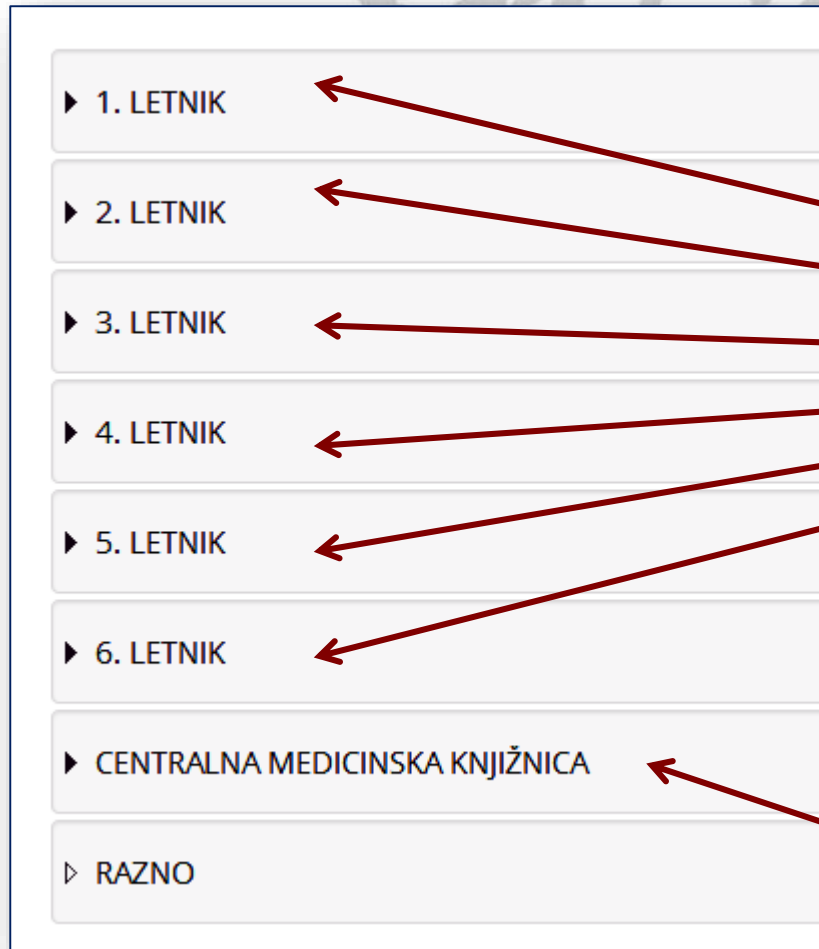 1. LETNIK
2. LETNIK
3. LETNIK
4. LETNIK
5. LETNIK
6. LETNIK
CENTRALNA MEDICINSKA KNJIŽNICA
RAZNO